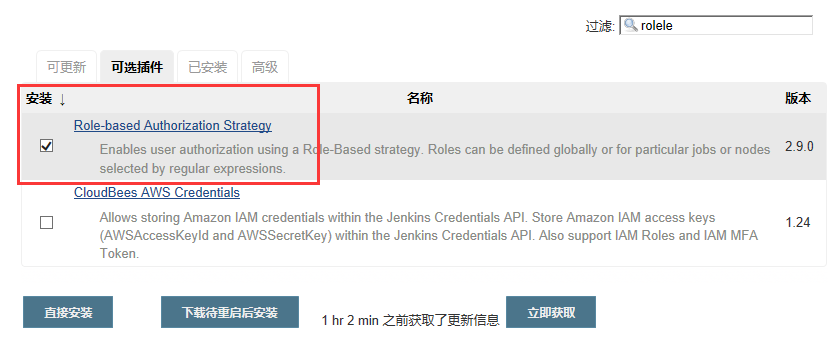 过滤: rolele
可更新 可选插件 已安装 高级
安装 ↓ 名称 版本
Role-based Authorization Strategy
Enables user authorization using a Role-Based strategy. Roles can be defined globally or for particular jobs or nodes
selected by regular expressions.
2.9.0
CloudBees AWS Credentials
Allows storing Amazon IAM credentials within the Jenkins Credentials API. Store Amazon IAM access keys
(AWSAccessKeyId and AWSSecretKey) within the Jenkins Credentials API. Also support IAM Roles and IAM MFA
Token.
1.24
直接安装 下载待重启后安装 1 hr 2 min 之前获取了更新信息 立即获取